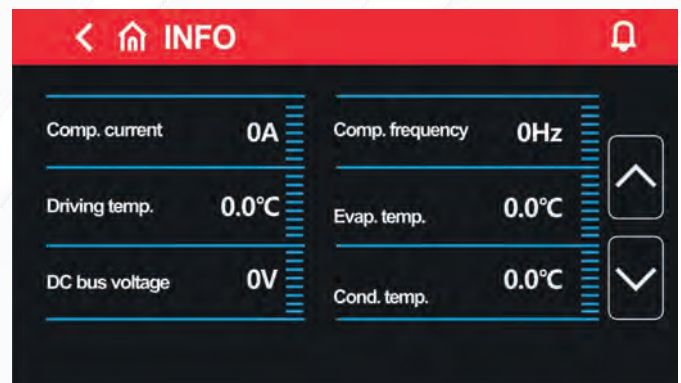 INFO
Comp. current 0A
Comp. frequency 0Hz
Driving temp. 0.0°C
Evap. temp. 0.0°C
DC bus voltage 0V
Cond. temp. 0.0°C